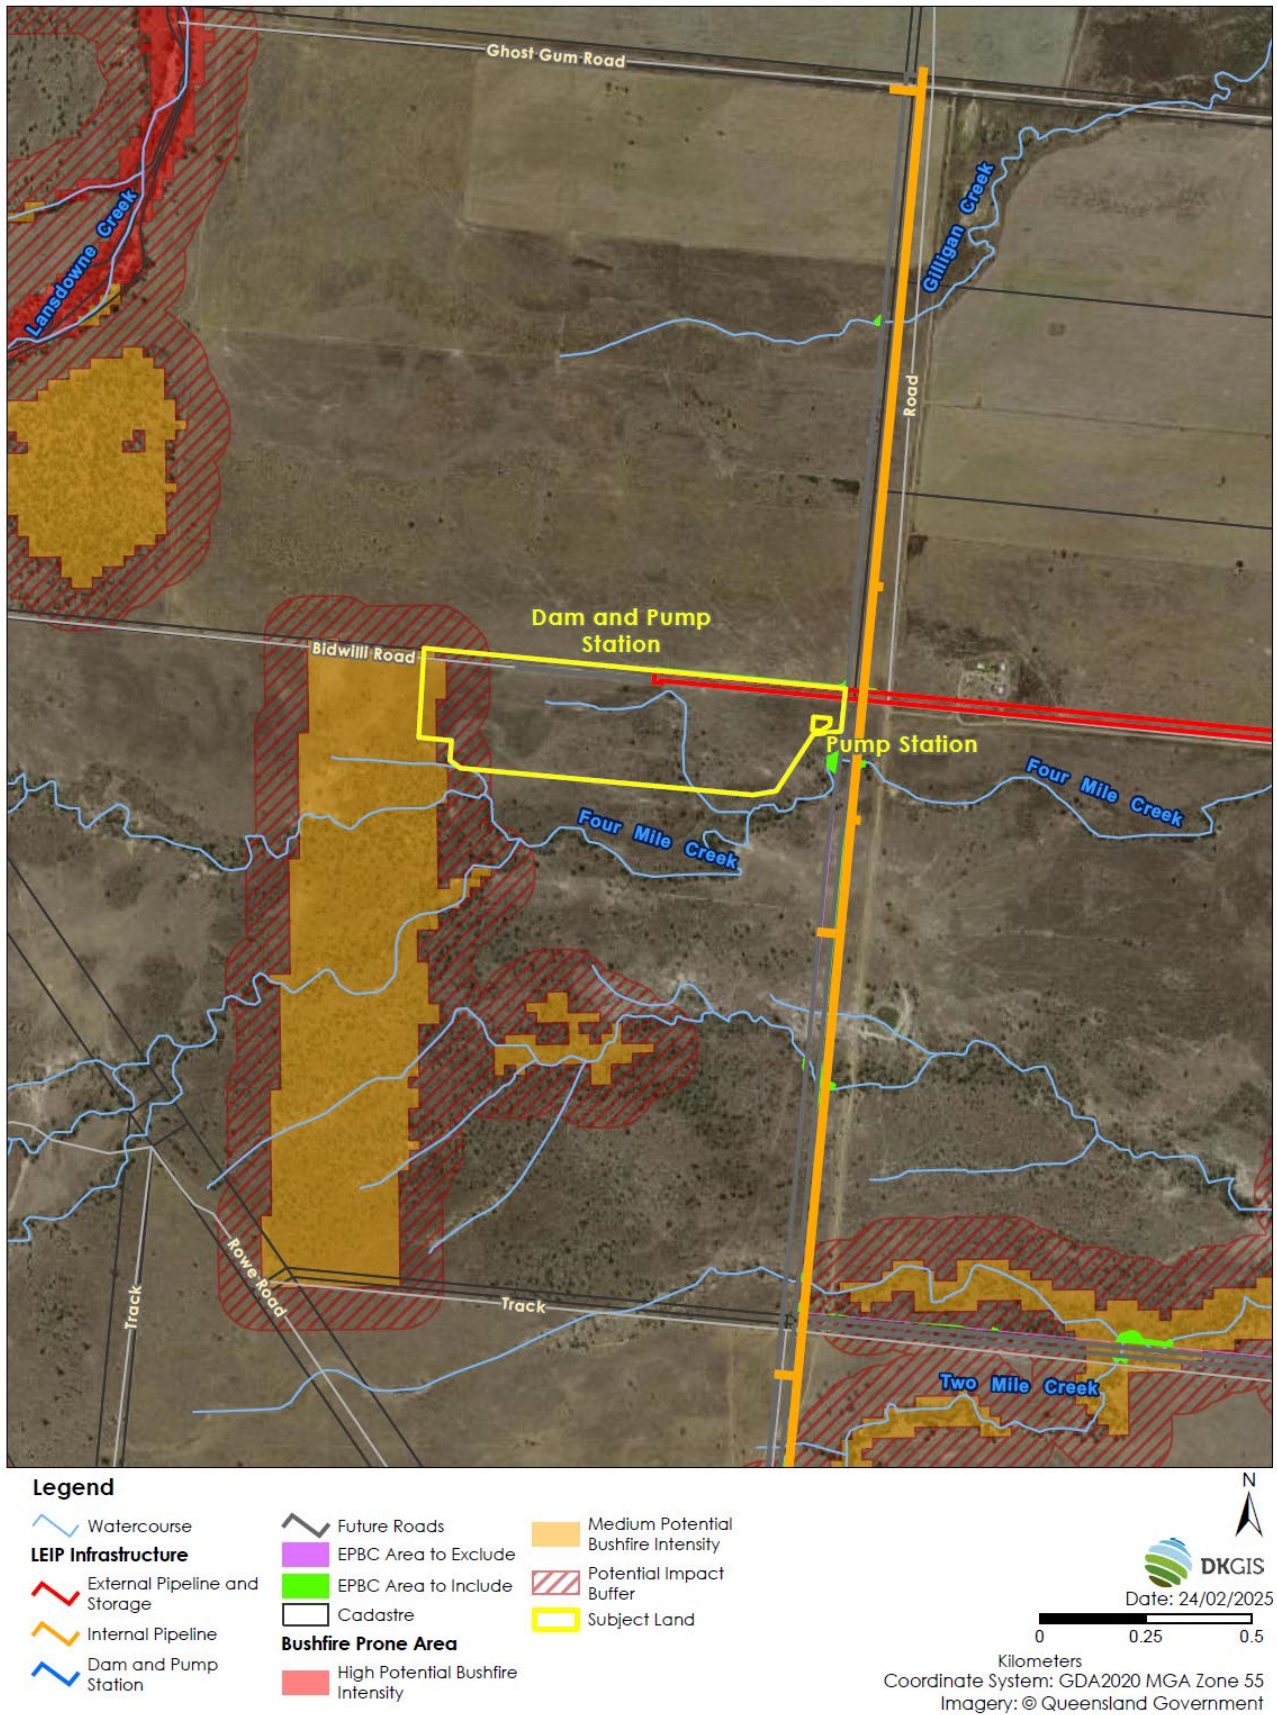 Ghost Gum Road
Lansdowne Creek
Gilligan Creek
Road
Dam and Pump
Station
Bidwilli Road
Pump Station
Four Mile Creek
Four Mile Creek
Rowe Road
Track
Track
Two Mile Creek
Legend
Watercourse
LEIP Infrastructure
External Pipeline and
Storage
Internal Pipeline
Dam and Pump
Station
Future Roads
EPBC Area to Exclude
EPBC Area to Include
Cadastre
Bushfire Prone Area
High Potential Bushfire
Intensity
Medium Potential
Bushfire Intensity
Potential Impact
Buffer
Subject Land
N
DKGIS
Date: 24/02/2025
0 0.25 0.5
Kilometers
Coordinate System: GDA2020 MGA Zone 55
Imagery: © Queensland Government